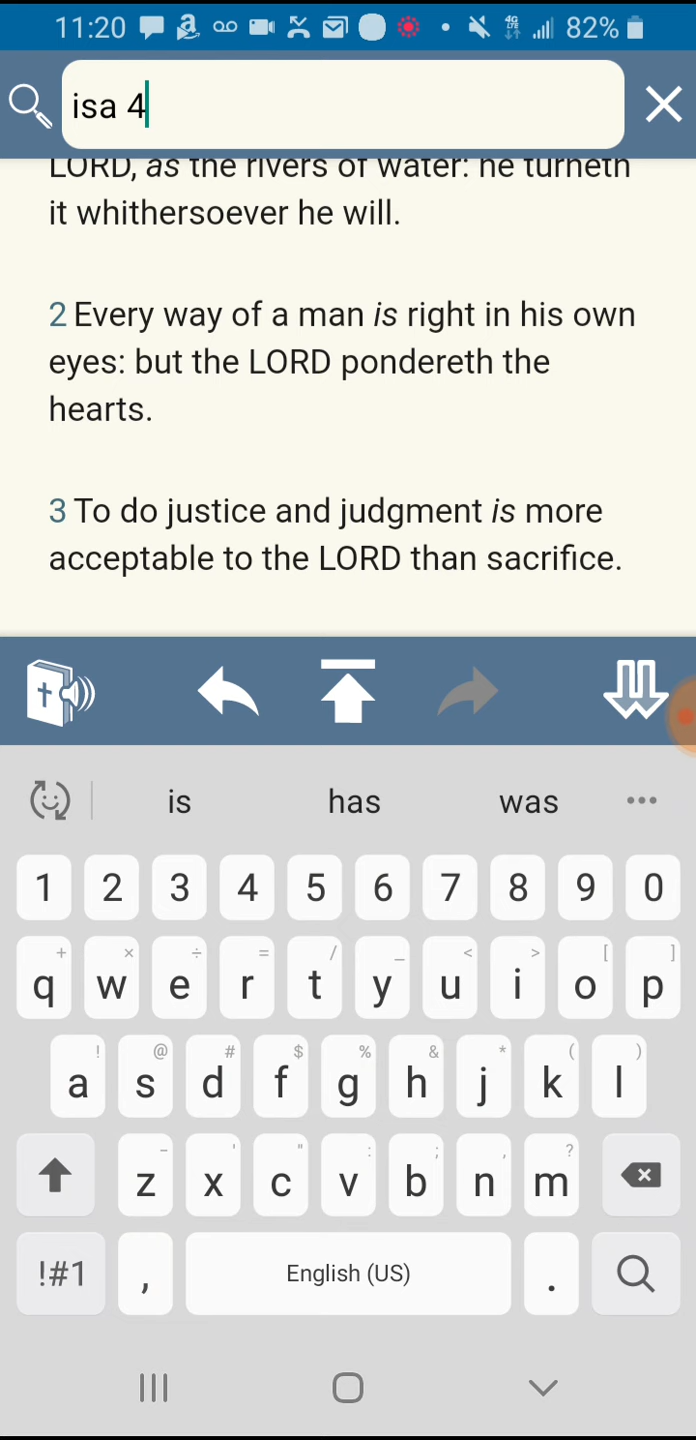 11:20 4G LTE 82%
isa 4
LORD, as the rivers of water: he turneth
it whithersoever he will.
2 Every way of a man is right in his own
eyes: but the LORD pondereth the
hearts.
3 To do justice and judgment is more
acceptable to the LORD than sacrifice.
is has was
1 2 3 4 5 6 7 8 9 0
+ × ÷ = / _ < > [ ]
q w e r t y u i o p
! @ # $ % & * ( )
a s d f g h j k l
- ' " : ; , ?
z x c v b n m
!#1 , English (US) .